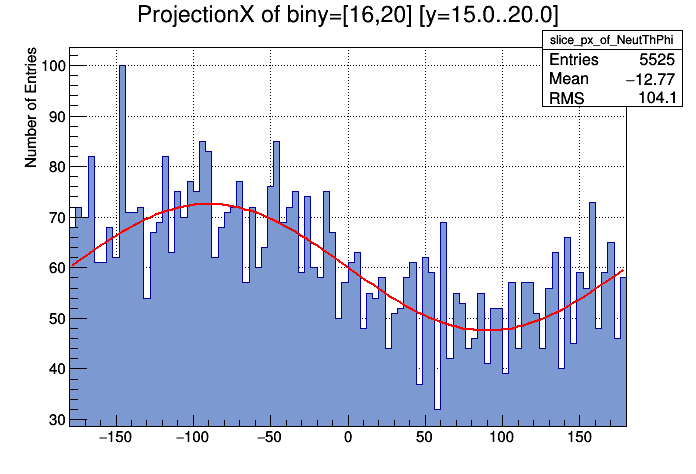 ProjectionX of biny=[16,20] [y=15.0..20.0]
slice_px_of_NeutThPhi
Entries 5525
Mean −12.77
RMS 104.1
Number of Entries
100
90
80
70
60
50
40
30
−150 −100 −50 0 50 100 150